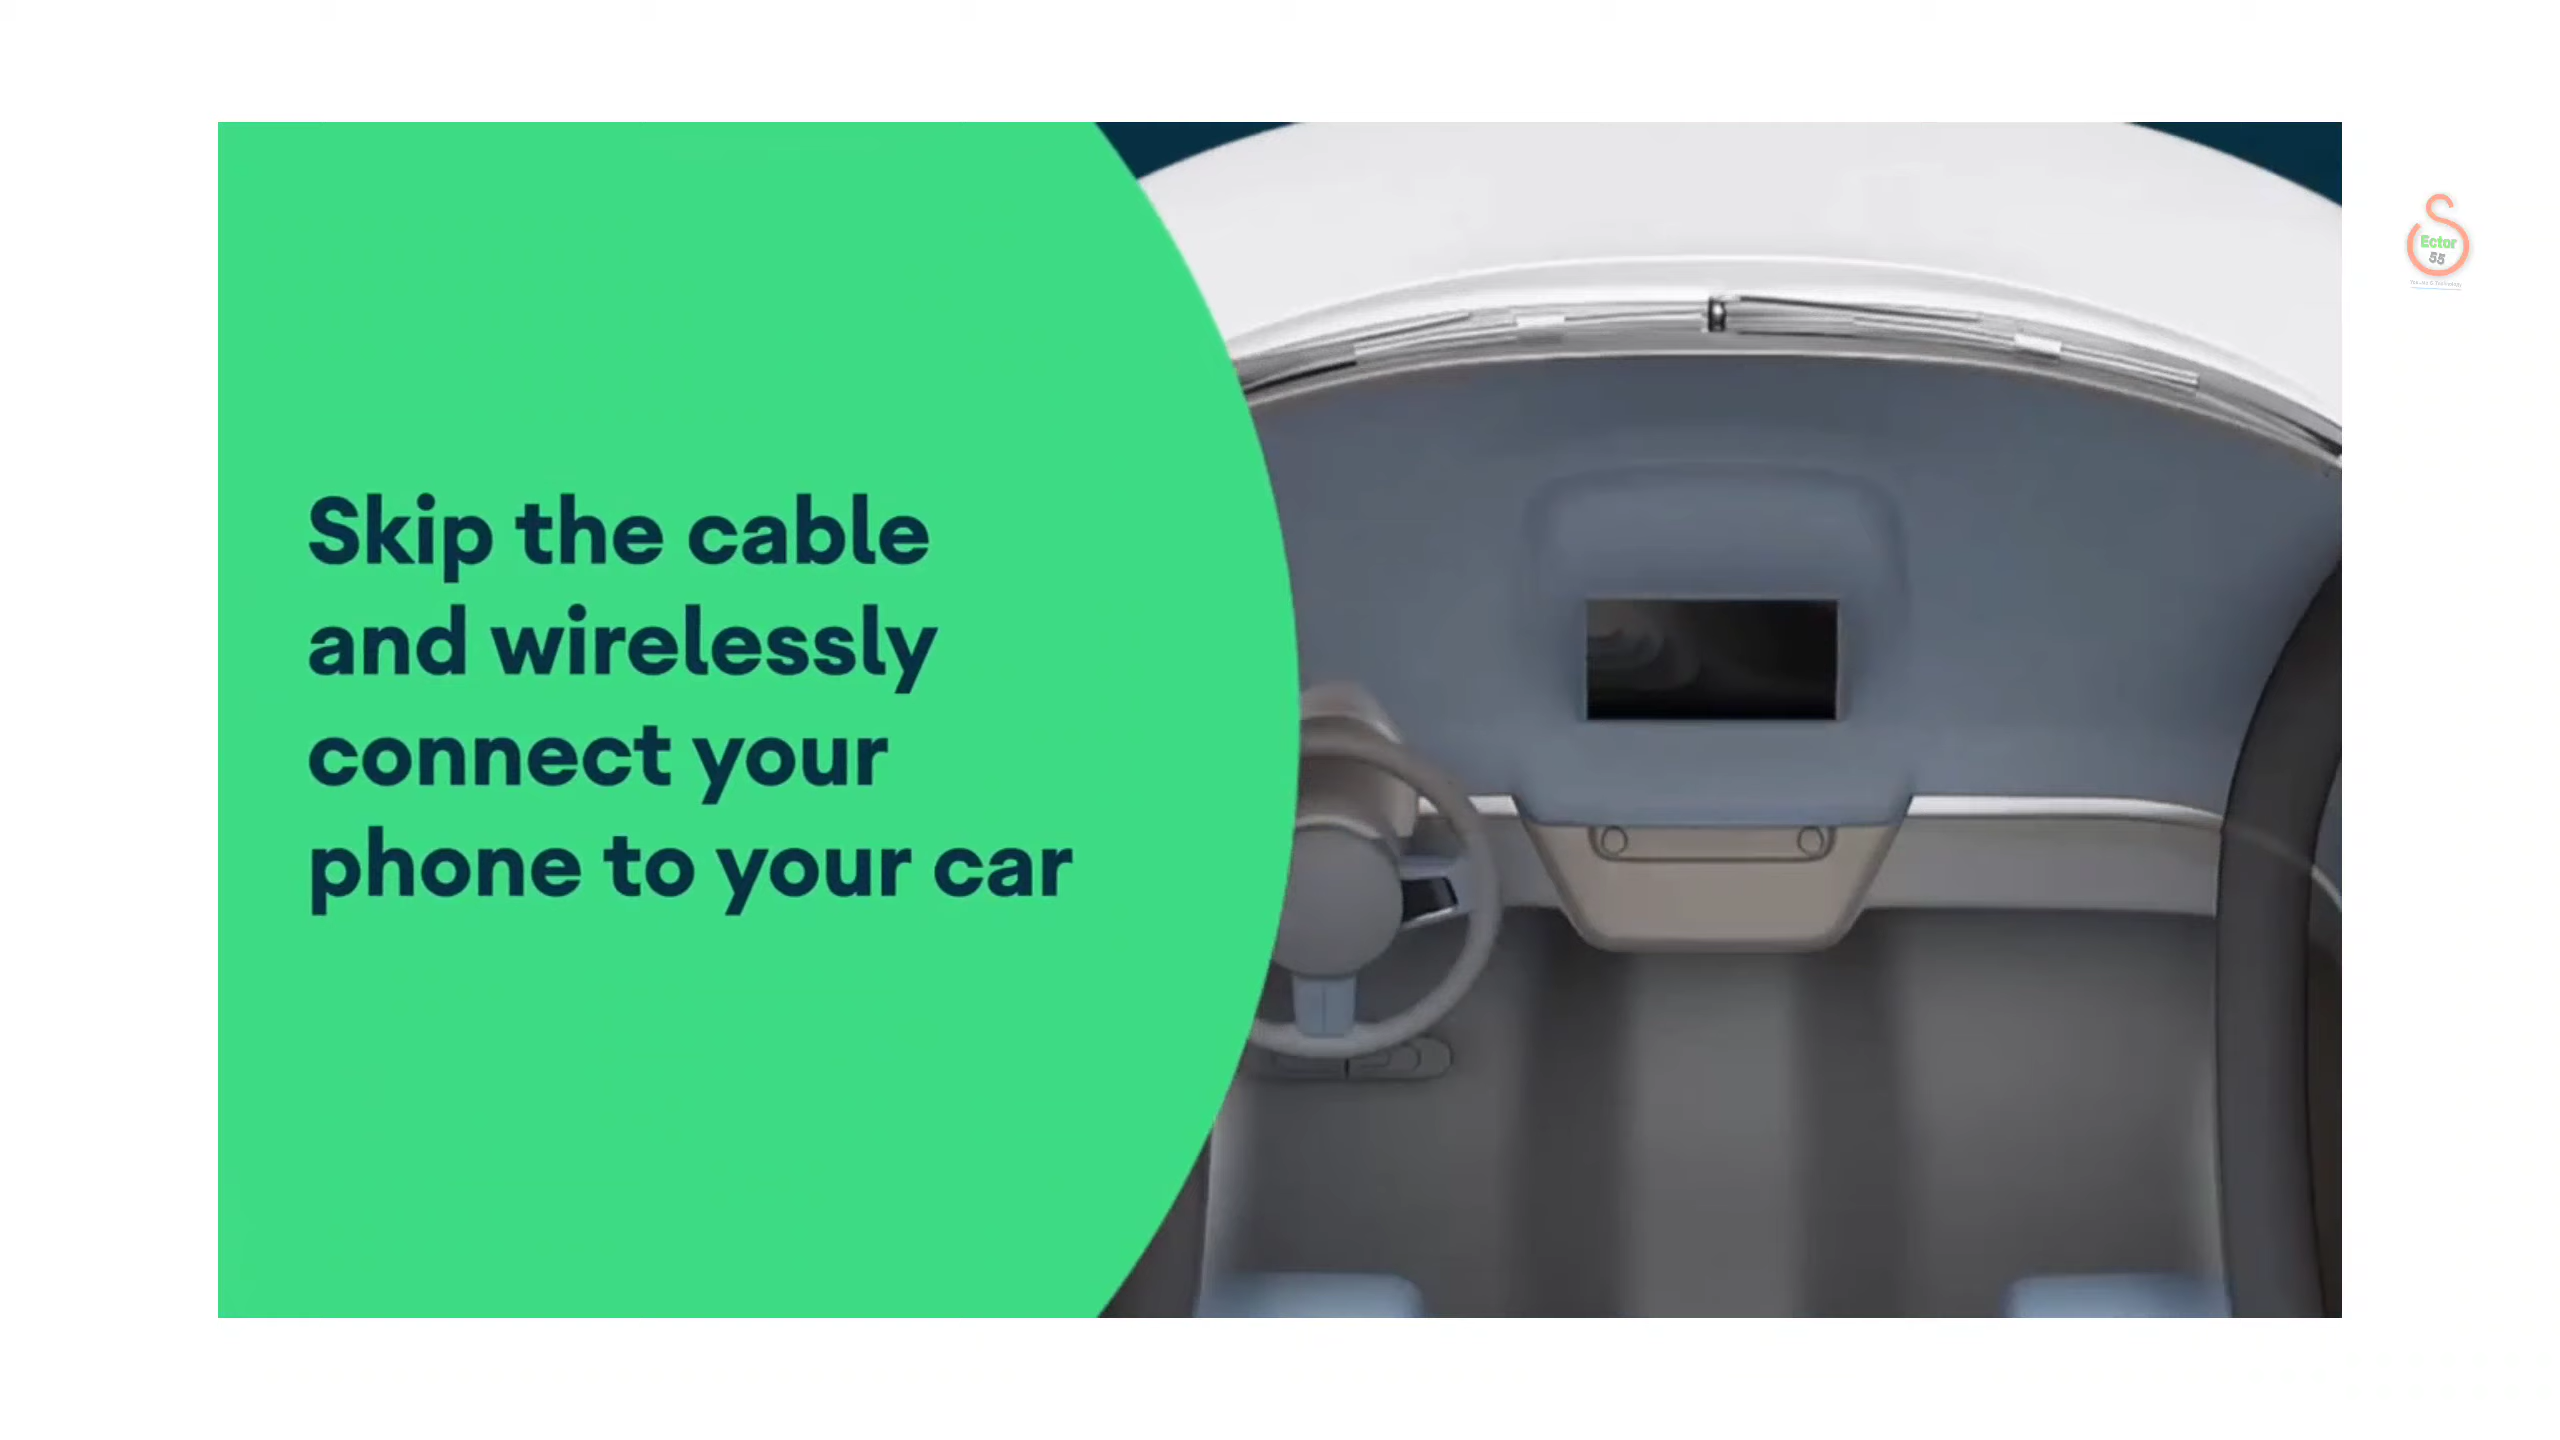 Skip the cable
and wirelessly
connect your
phone to your car
Ector
55